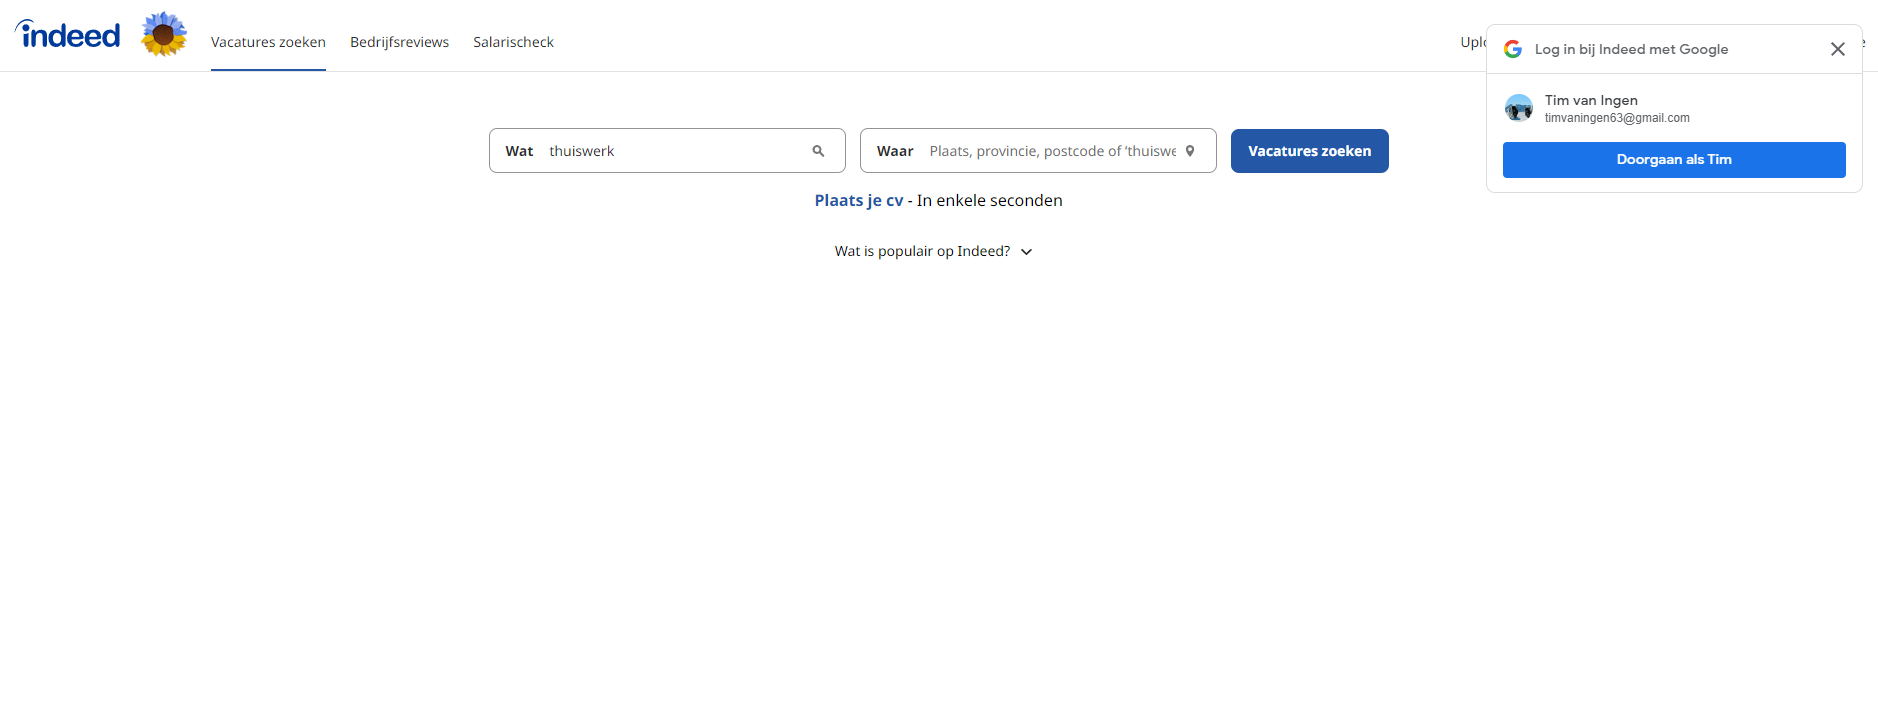 indeed
Vacatures zoeken
Bedrijfsreviews
Salarischeck
Log in bij Indeed met Google
Tim van Ingen
timvaningen63@gmail.com
Doorgaan als Tim
Wat thuiswerk
Waar Plaats, provincie, postcode of 'thuiswe
Vacatures zoeken
Plaats je cv - In enkele seconden
Wat is populair op Indeed?